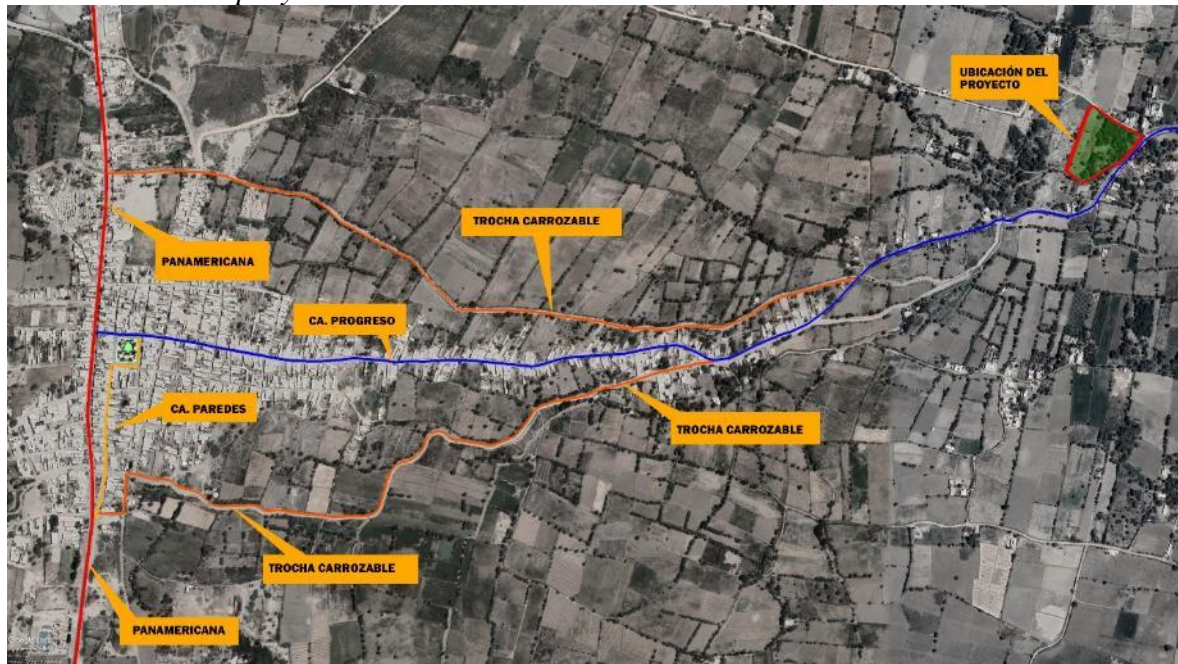 UBICACIÓN DEL
PROYECTO
TROCHA CARROZABLE
PANAMERICANA
CA. PROGRESO
CA. PAREDES
TROCHA CARROZABLE
TROCHA CARROZABLE
PANAMERICANA